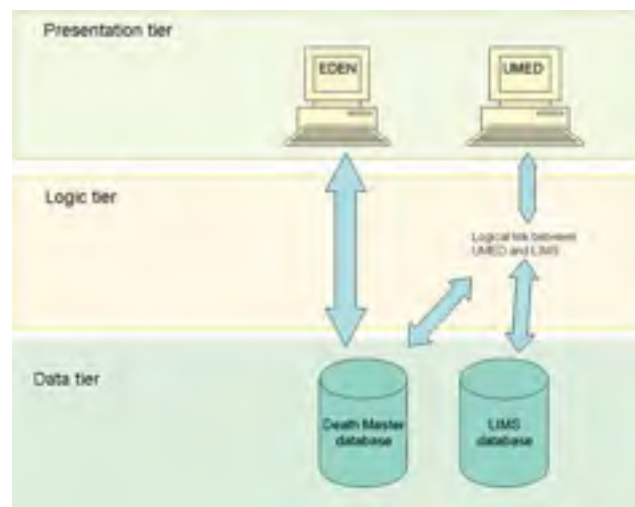 Presentation tier
EDEN
UMED
Logic tier
Logical link between
UMED and LIMS
Data tier
Death Master
database
LIMS
database